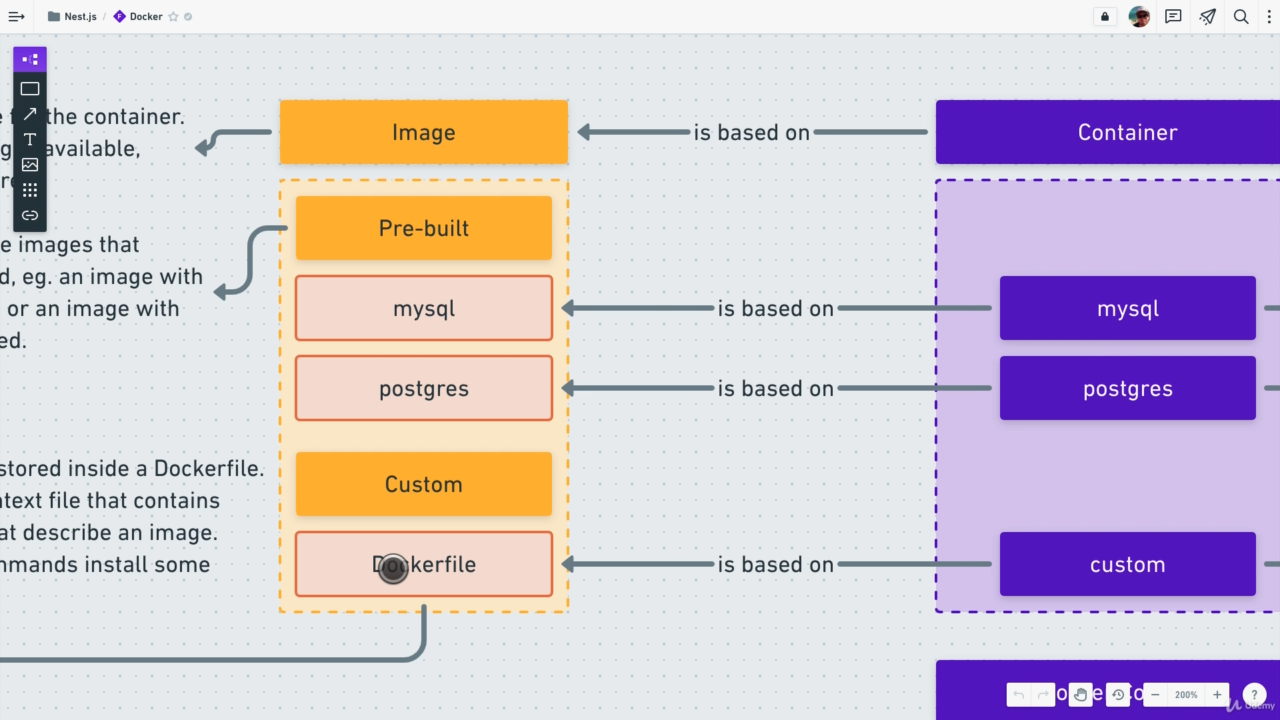 Nest.js / Docker
the container.
available,
Image
is based on
Container
Pre-built
e images that
d, eg. an image with
or an image with
ed.
mysql
is based on
mysql
postgres
is based on
postgres
stored inside a Dockerfile.
text file that contains
at describe an image.
mmands install some
Custom
Dockerfile
is based on
custom
200%
?
Udemy